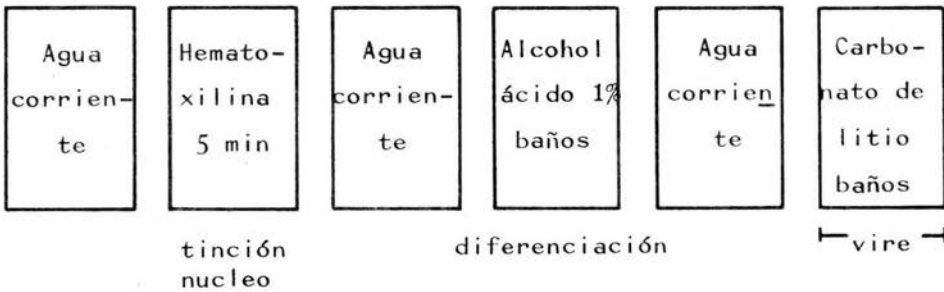 Agua
corrien-
te
Hemato-
xilina
5 min
Agua
corrien-
te
Alcohol
ácido 1%
baños
Agua
corrien
te
Carbo-
nato de
litio
baños
tinción
nucleo
diferenciación
vire